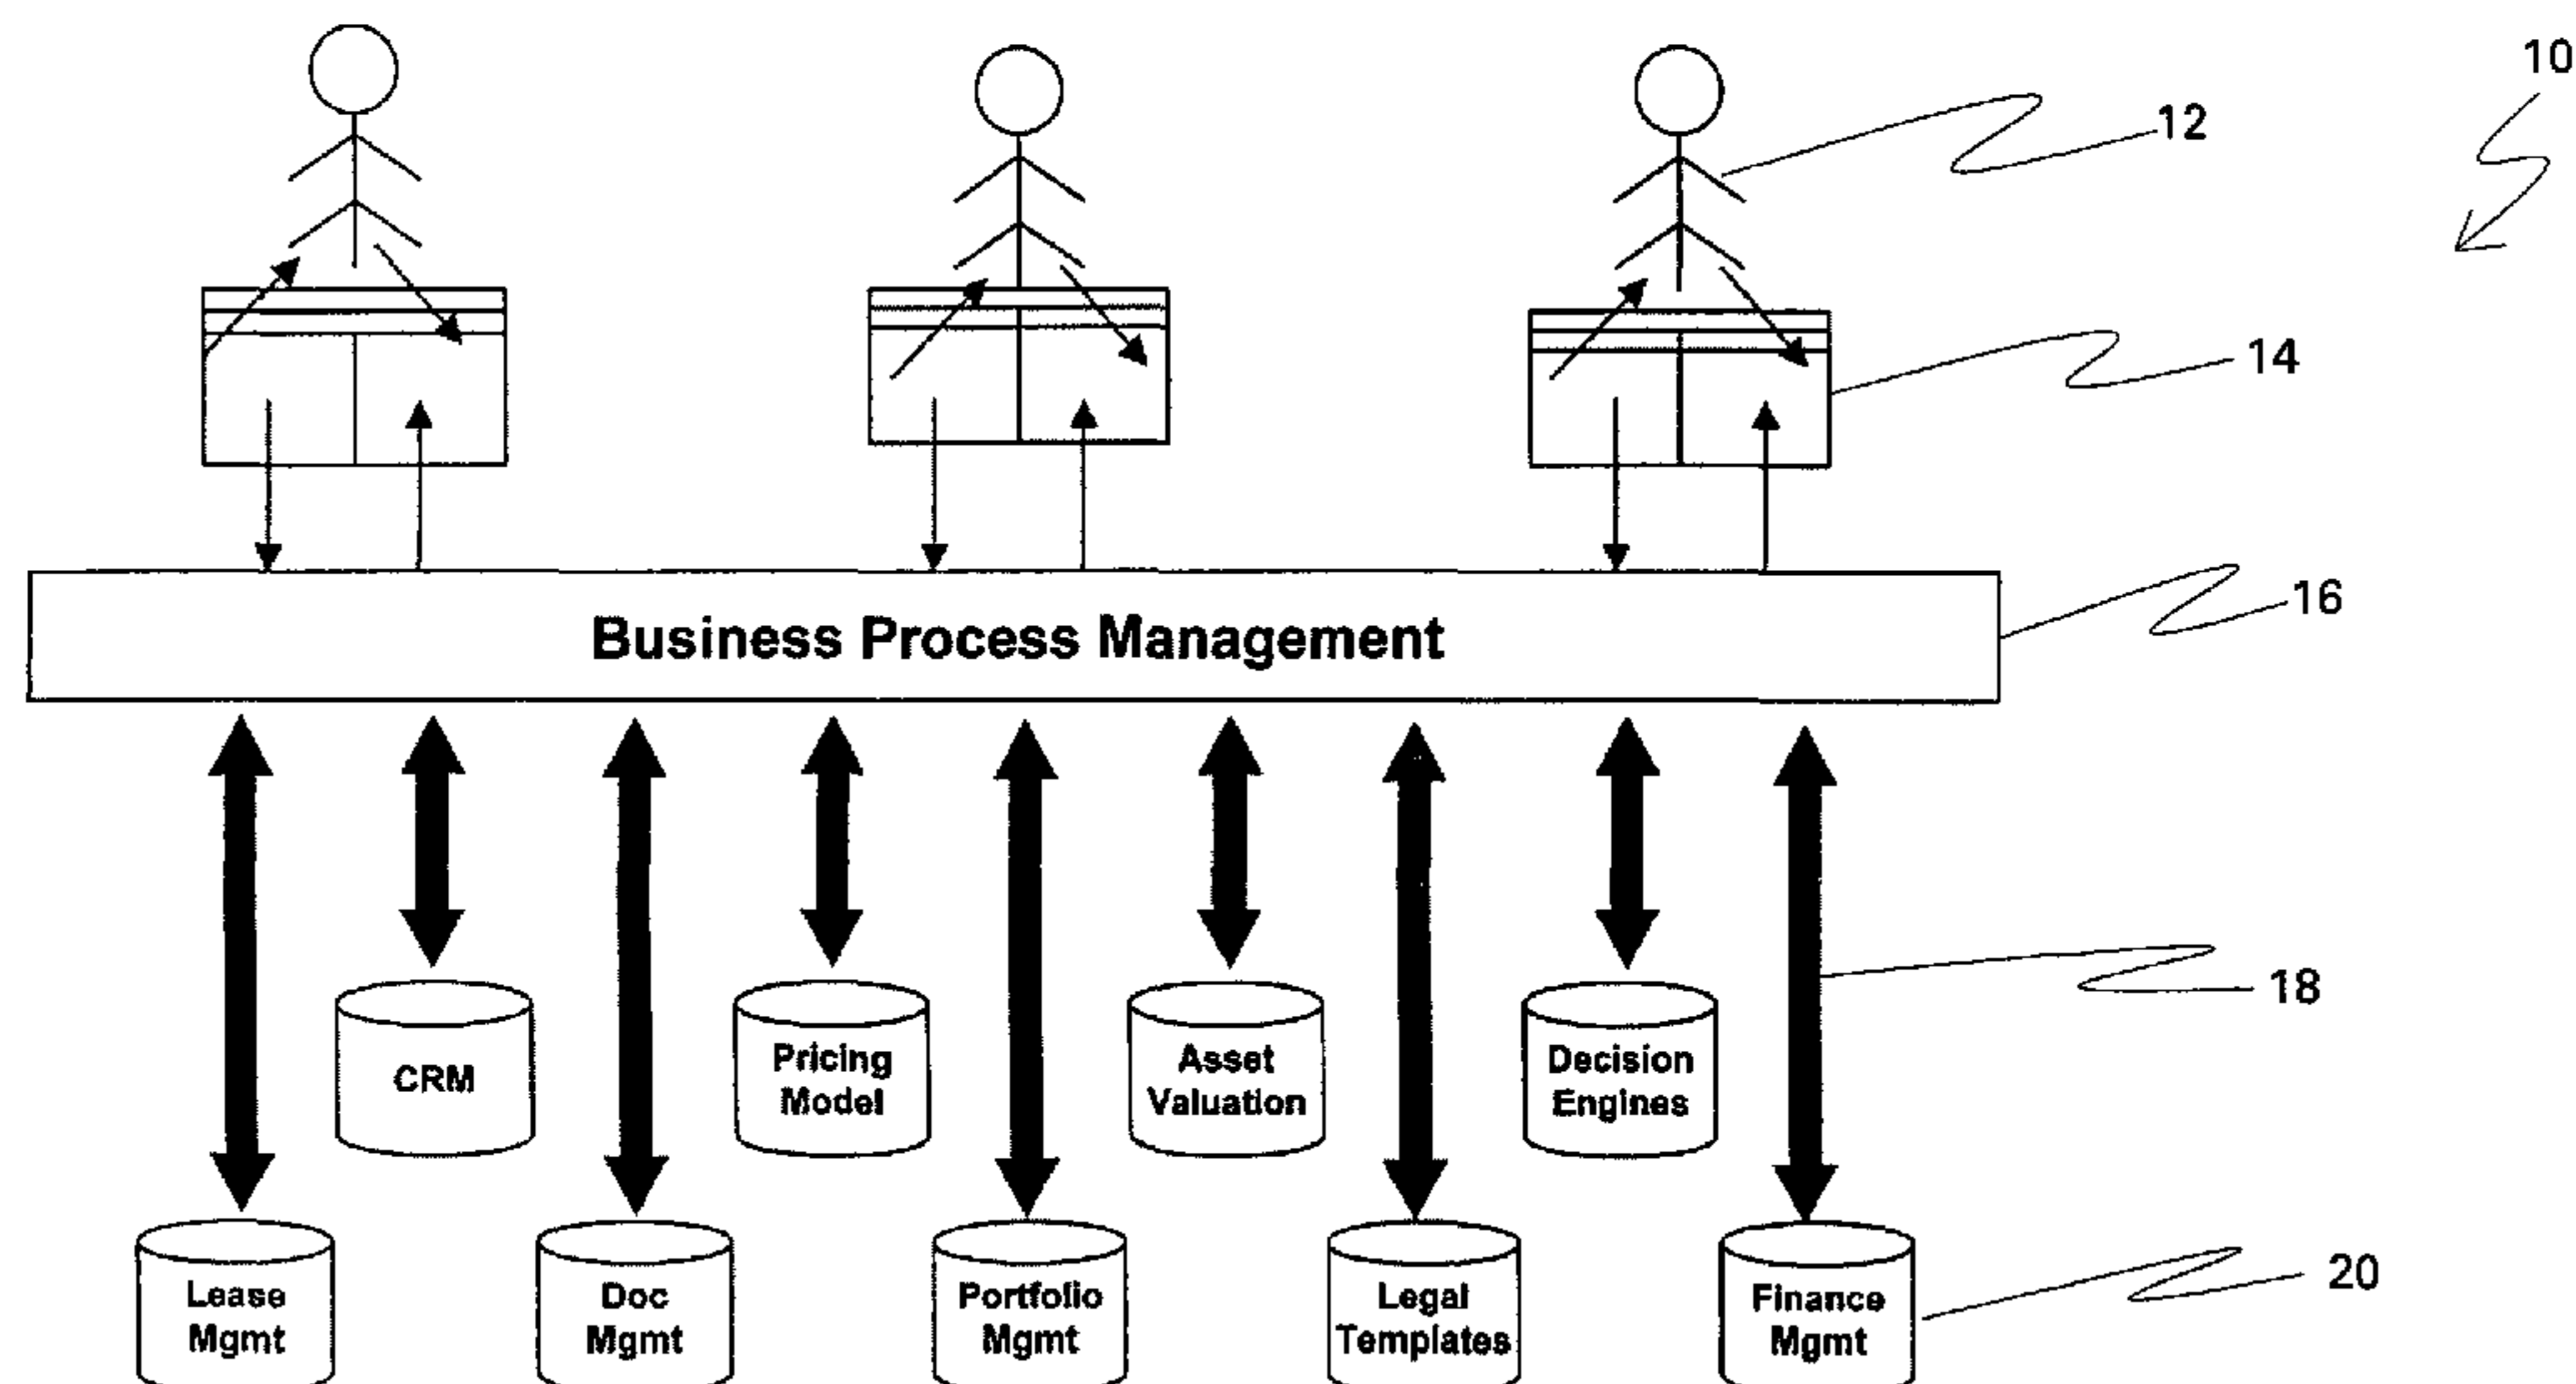 10
12
14
Business Process Management
16
18
CRM
Pricing
Model
Asset
Valuation
Decision
Engines
Lease
Mgmt
Doc
Mgmt
Portfolio
Mgmt
Legal
Templates
Finance
Mgmt
20